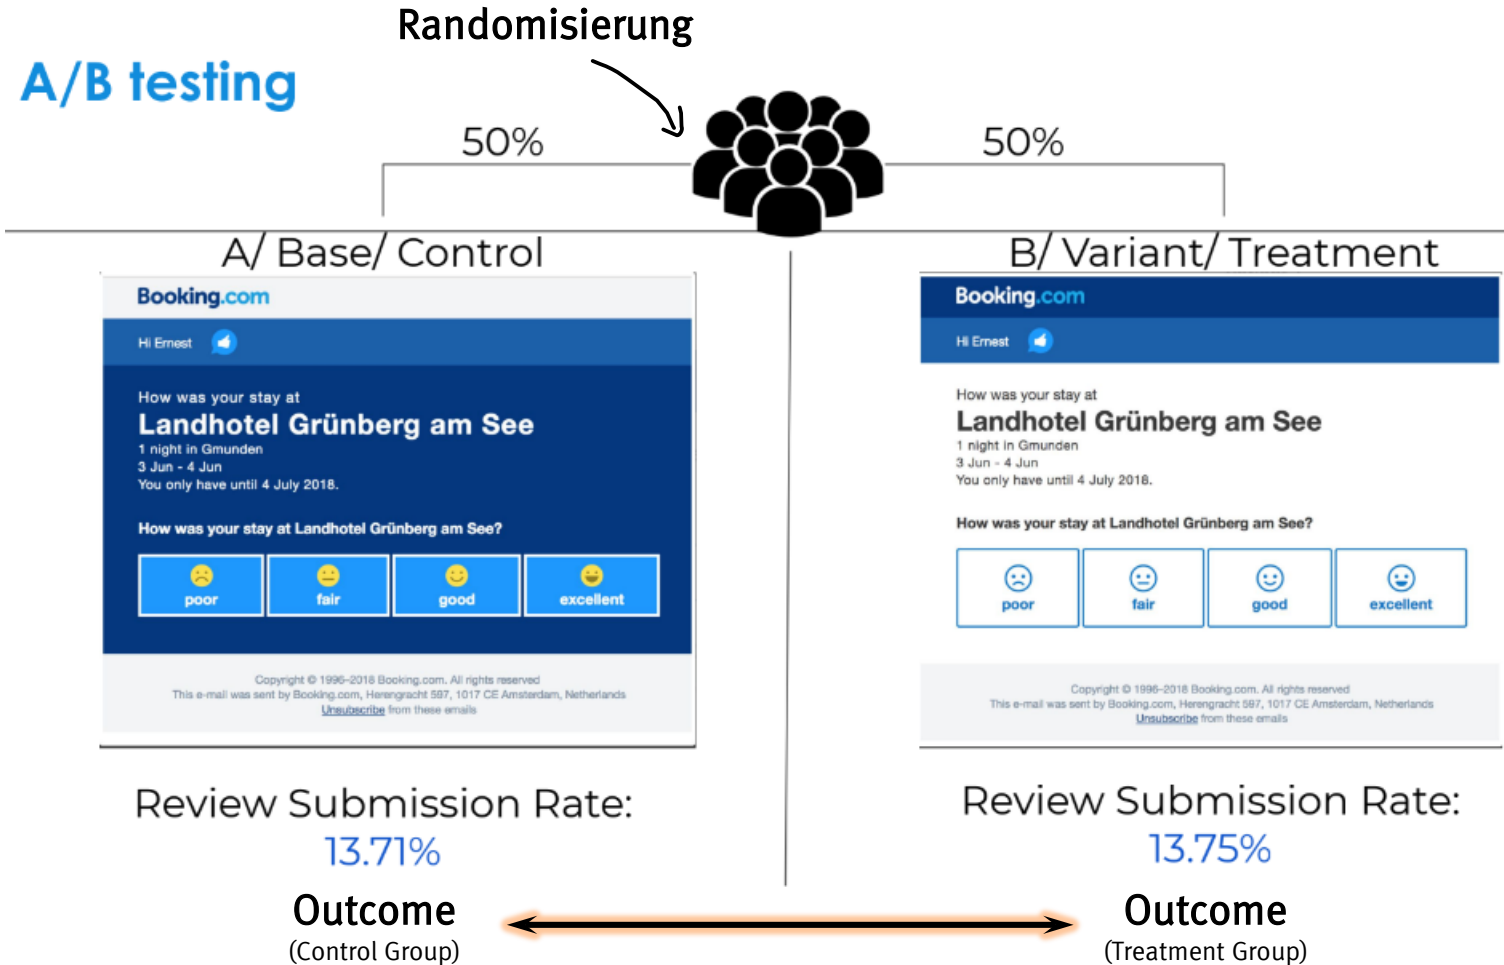 Randomisierung
A/B testing
50%
50%
A/ Base/ Control
Booking.com
Hi Ernest
How was your stay at
Landhotel Grünberg am See
1 night in Gmunden
3 Jun - 4 Jun
You only have until 4 July 2018.
How was your stay at Landhotel Grünberg am See?
poor
fair
good
excellent
Copyright © 1996–2018 Booking.com. All rights reserved
This e-mail was sent by Booking.com, Herengracht 597, 1017 CE Amsterdam, Netherlands
Unsubscribe from these emails
Review Submission Rate:
13.71%
Outcome
(Control Group)
B/ Variant/ Treatment
Booking.com
Hi Ernest
How was your stay at
Landhotel Grünberg am See
1 night in Gmunden
3 Jun - 4 Jun
You only have until 4 July 2018.
How was your stay at Landhotel Grünberg am See?
poor
fair
good
excellent
Copyright © 1996–2018 Booking.com. All rights reserved
This e-mail was sent by Booking.com, Herengracht 597, 1017 CE Amsterdam, Netherlands
Unsubscribe from these emails
Review Submission Rate:
13.75%
Outcome
(Treatment Group)